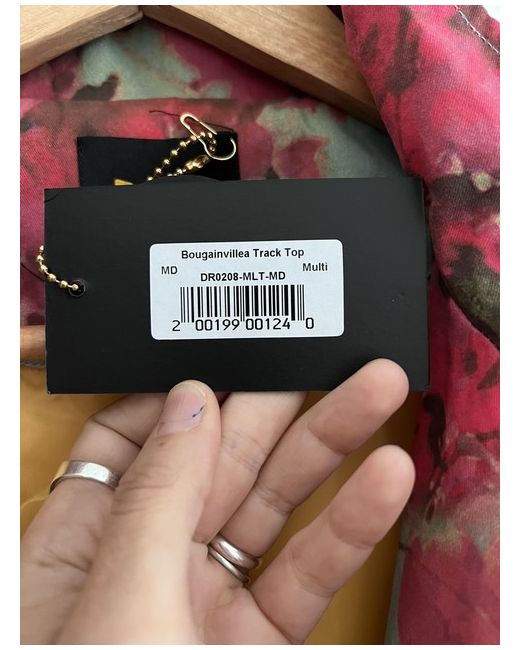 Bougainvillea Track Top
MD DR0208-MLT-MD Multi
2 00199 00124 0